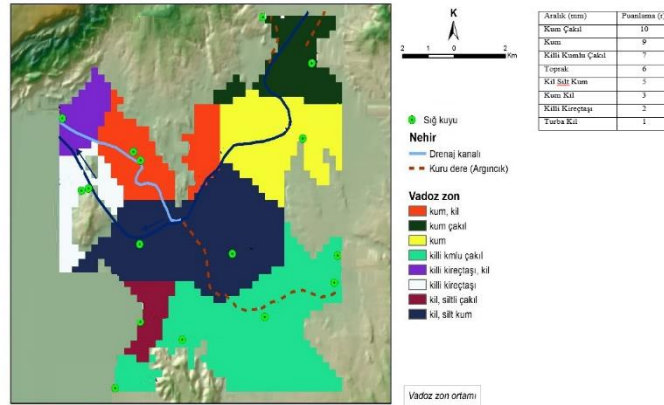 K
2 1 0 2 Km
Sığ kuyu
Nehir
Drenaj kanalı
Kuru dere (Argıncık)
Vadoz zon
kum, kil
kum çakıl
kum
killi kmlu çakıl
killi kireçtaşı, kil
killi kireçtaşı
kil, siltli çakıl
kil, silt kum
Vadoz zon ortamı
Aralık (mm) Puanlama (r)
Kum Çakıl 10
Kum 9
Killi Kumlu Çakıl 7
Toprak 6
Kil Silt Kum 5
Kum Kil 3
Killi Kireçtaşı 2
Turba Kil 1